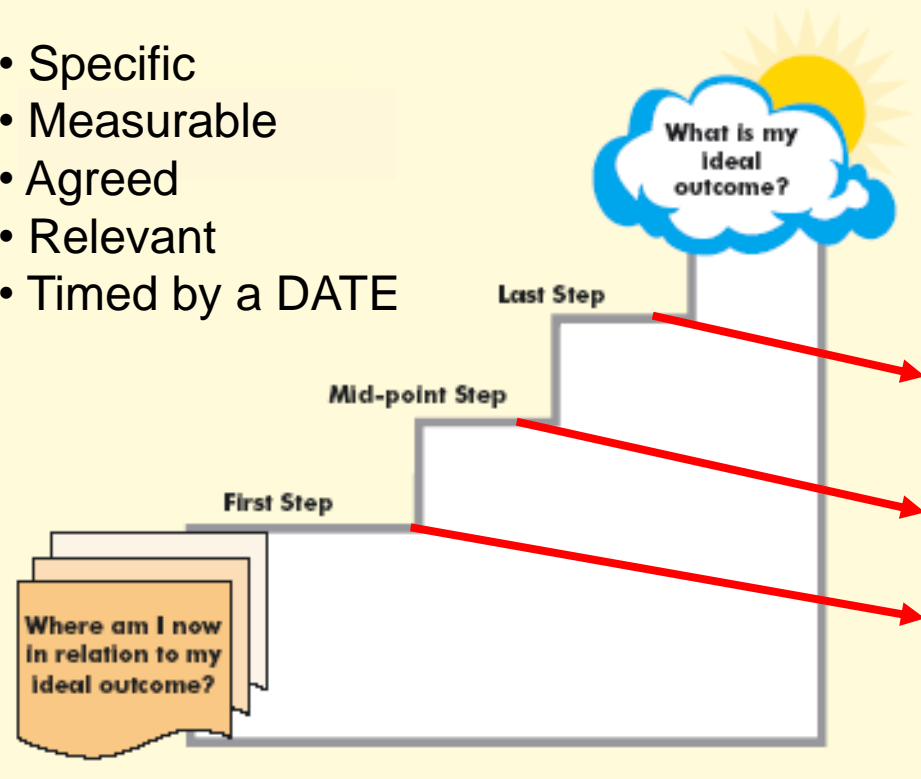 • Specific
• Measurable
• Agreed
• Relevant
• Timed by a DATE
What is my
ideal
outcome?
Last Step
Mid-point Step
First Step
Where am I now
in relation to my
ideal outcome?